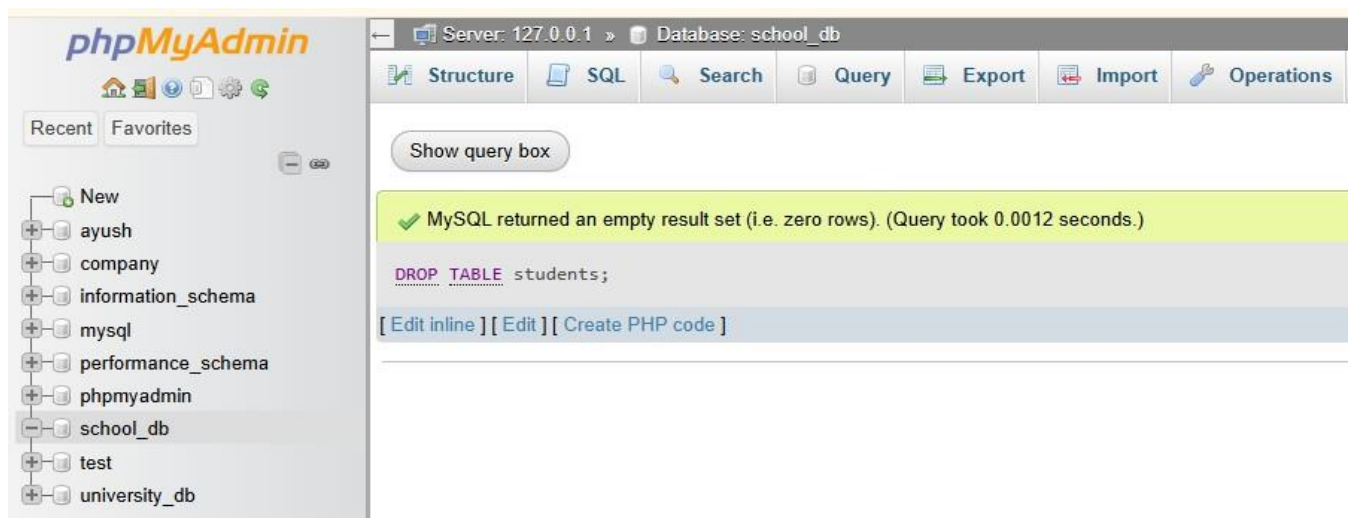 phpMyAdmin
Recent Favorites
New
ayush
company
information_schema
mysql
performance_schema
phpmyadmin
school_db
test
university_db
← Server: 127.0.0.1 » Database: school_db
Structure SQL Search Query Export Import Operations
Show query box
MySQL returned an empty result set (i.e. zero rows). (Query took 0.0012 seconds.)
DROP TABLE students;
[ Edit inline ] [ Edit ] [ Create PHP code ]